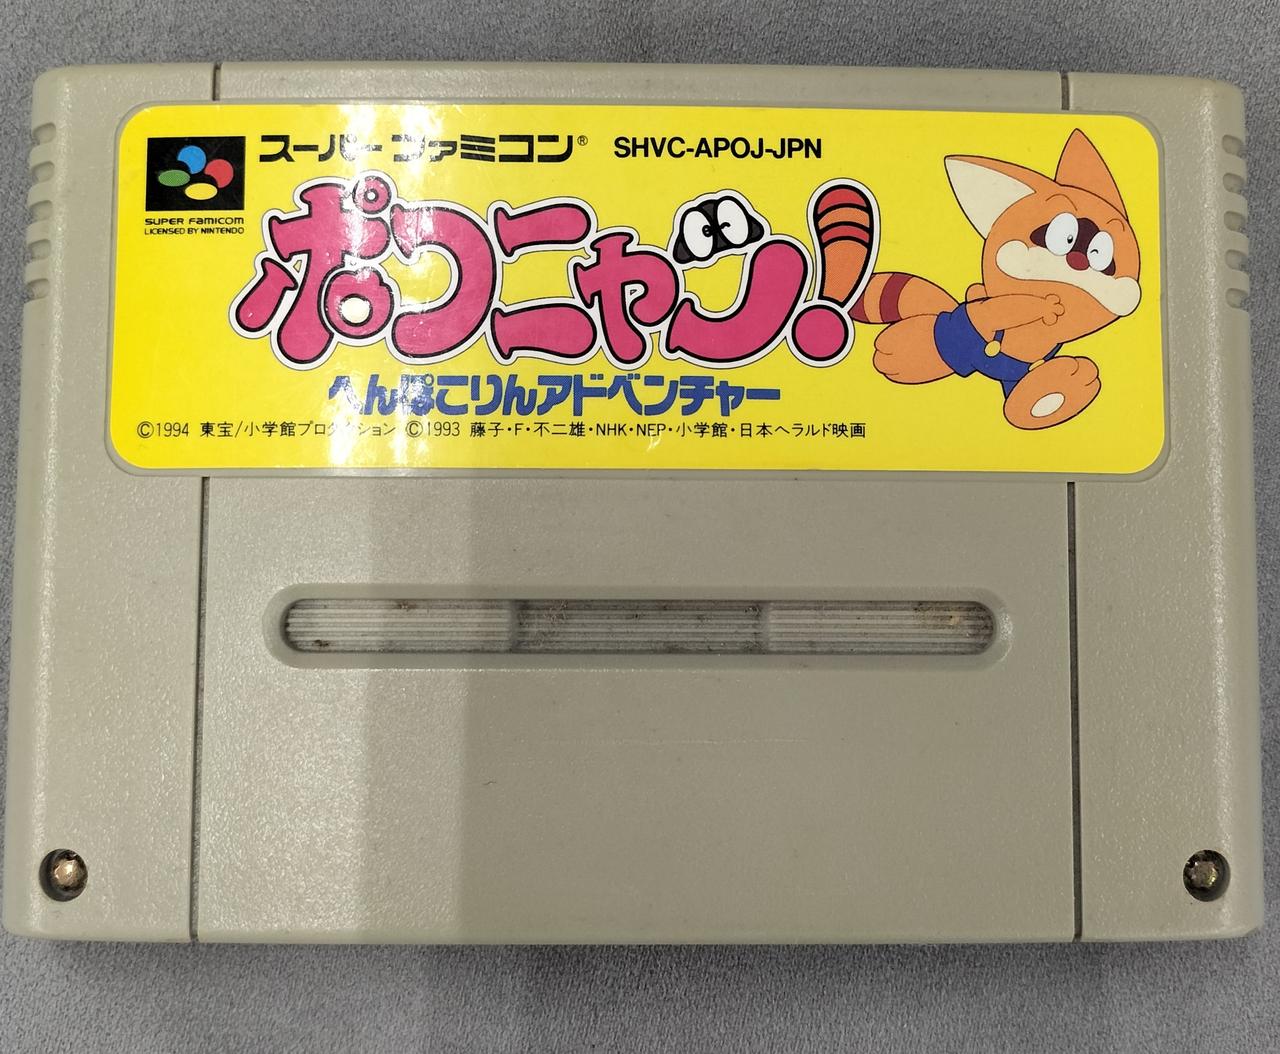 スーパーファミコン® SHVC-APOJ-JPN
SUPER FAMICOM
LICENSED BY NINTENDO
ポコニャン!
へんぽこりんアドベンチャー
©1994 東宝/小学館プロダクション ©1993 藤子・F・不二雄・NHK・NEP・小学館・日本ヘラルド映画